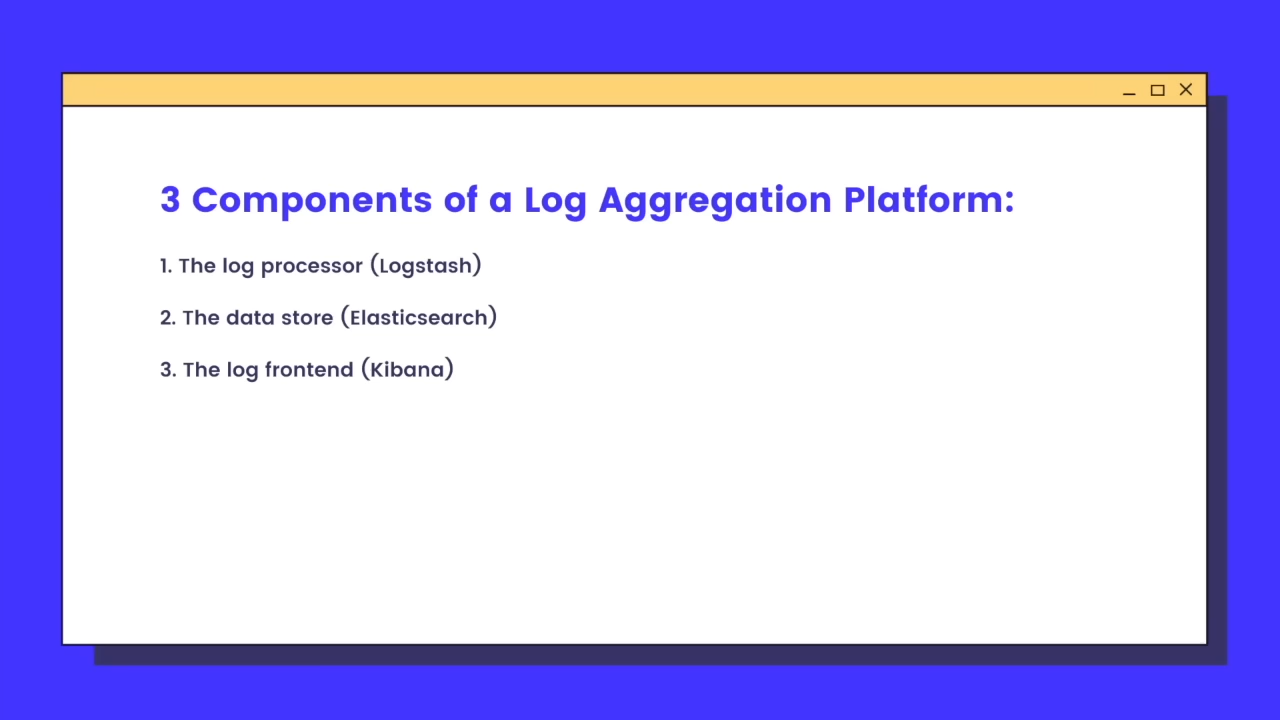 3 Components of a Log Aggregation Platform:
1. The log processor (Logstash)
2. The data store (Elasticsearch)
3. The log frontend (Kibana)